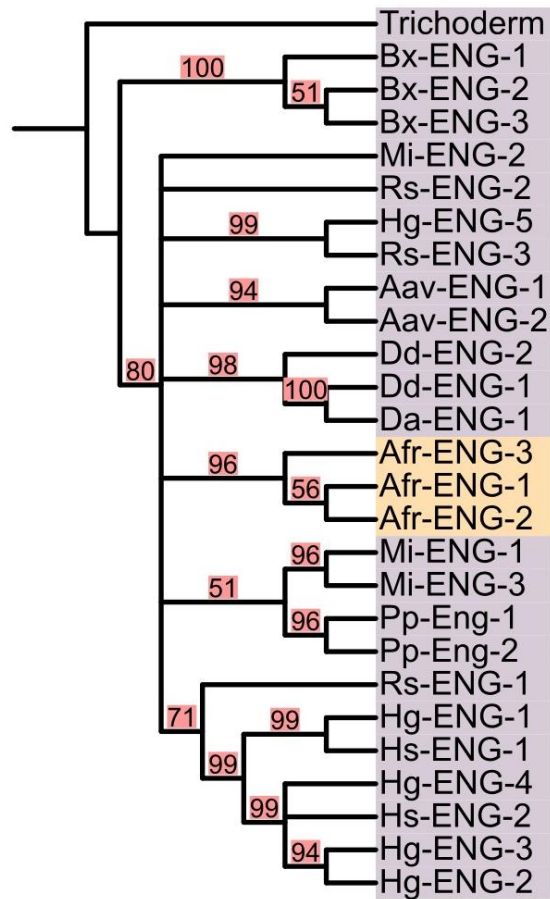 Trichoderm
100
Bx-ENG-1
51
Bx-ENG-2
Bx-ENG-3
Mi-ENG-2
Rs-ENG-2
99
Hg-ENG-5
Rs-ENG-3
94
Aav-ENG-1
Aav-ENG-2
80
98
Dd-ENG-2
100
Dd-ENG-1
Da-ENG-1
96
Afr-ENG-3
56
Afr-ENG-1
Afr-ENG-2
96
Mi-ENG-1
Mi-ENG-3
51
96
Pp-Eng-1
Pp-Eng-2
71
Rs-ENG-1
99
Hg-ENG-1
99
Hs-ENG-1
99
Hg-ENG-4
Hs-ENG-2
94
Hg-ENG-3
Hg-ENG-2